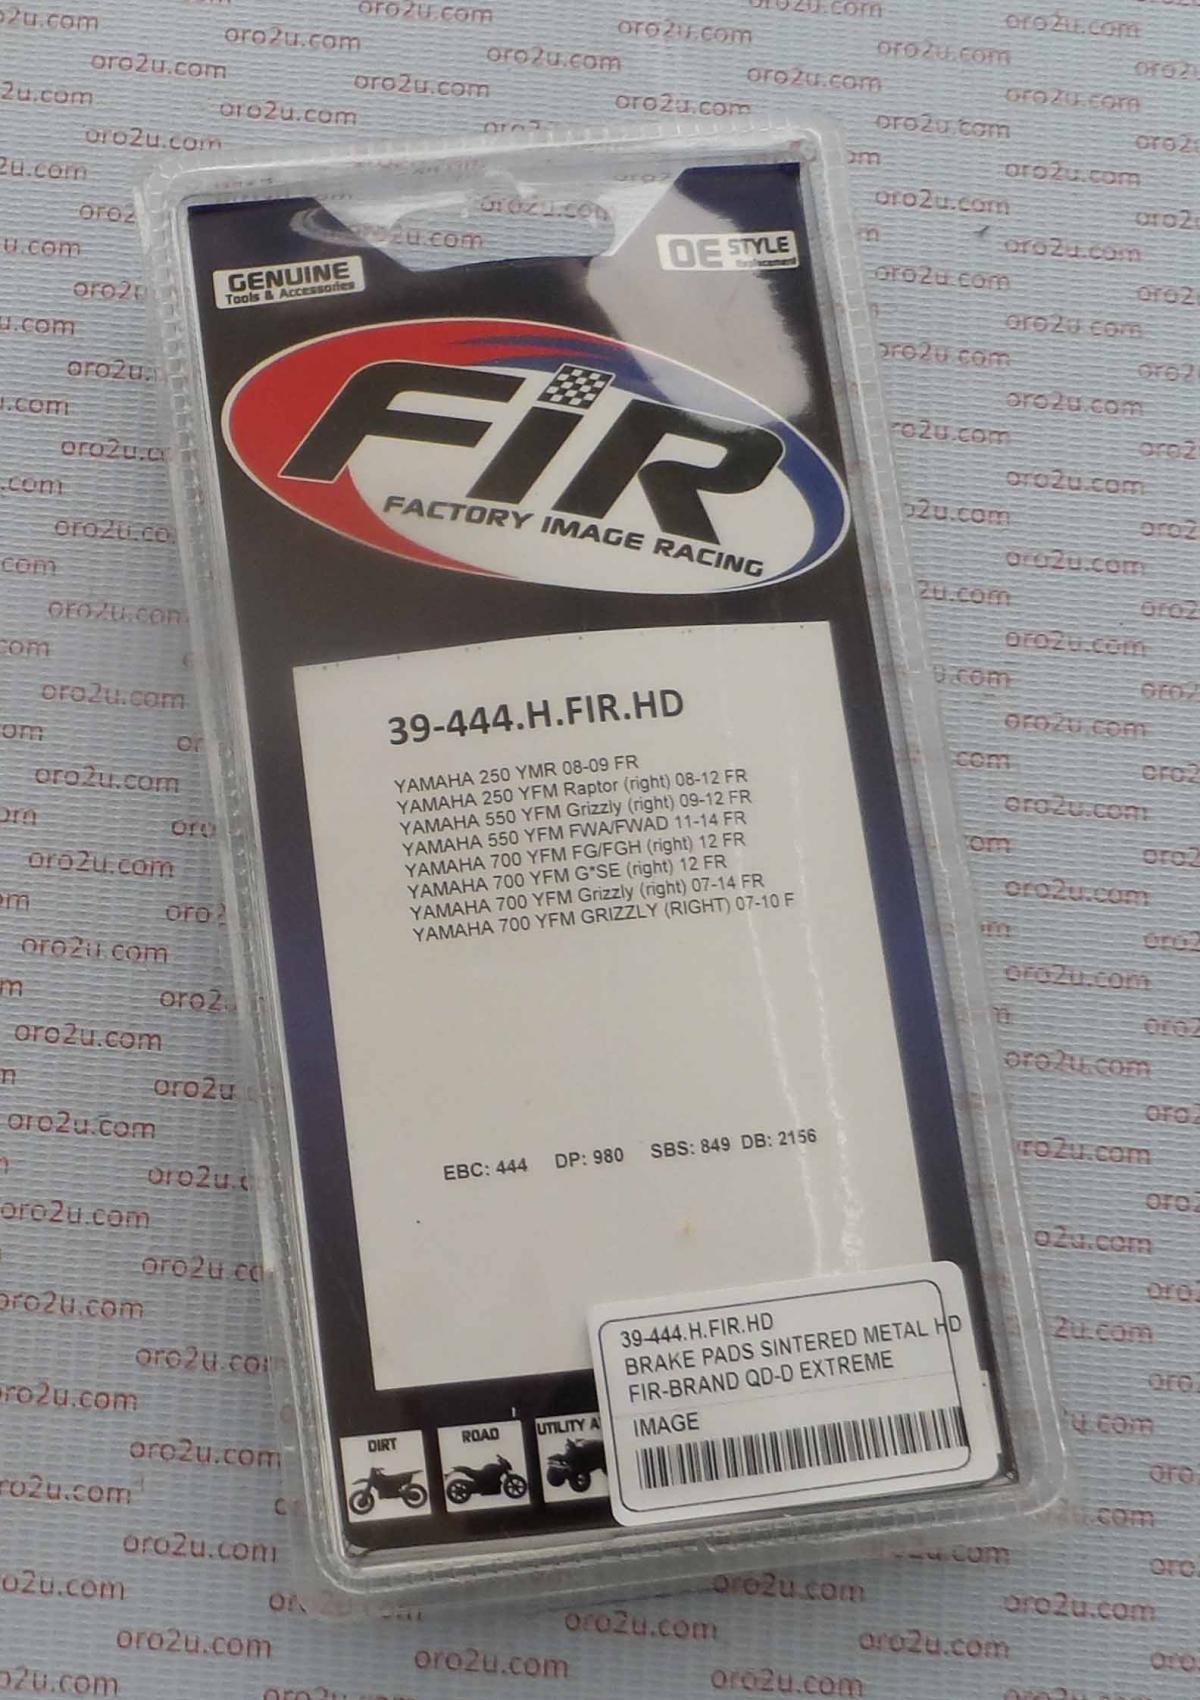 GENUINE
Tools & Accessories
OE STYLE
Replacement
FiR
FACTORY IMAGE RACING
39-444.H.FIR.HD
YAMAHA 250 YMR 08-09 FR
YAMAHA 250 YFM Raptor (right) 08-12 FR
YAMAHA 550 YFM Grizzly (right) 09-12 FR
YAMAHA 550 YFM FWA/FWAD 11-14 FR
YAMAHA 700 YFM FG/FGH (right) 12 FR
YAMAHA 700 YFM G*SE (right) 12 FR
YAMAHA 700 YFM Grizzly (right) 07-14 FR
YAMAHA 700 YFM GRIZZLY (RIGHT) 07-10 F
EBC: 444 DP: 980 SBS: 849 DB: 2156
39-444.H.FIR.HD
BRAKE PADS SINTERED METAL HD
FIR-BRAND QD-D EXTREME
IMAGE
DIRT
ROAD
UTILITY A
oro2u.com